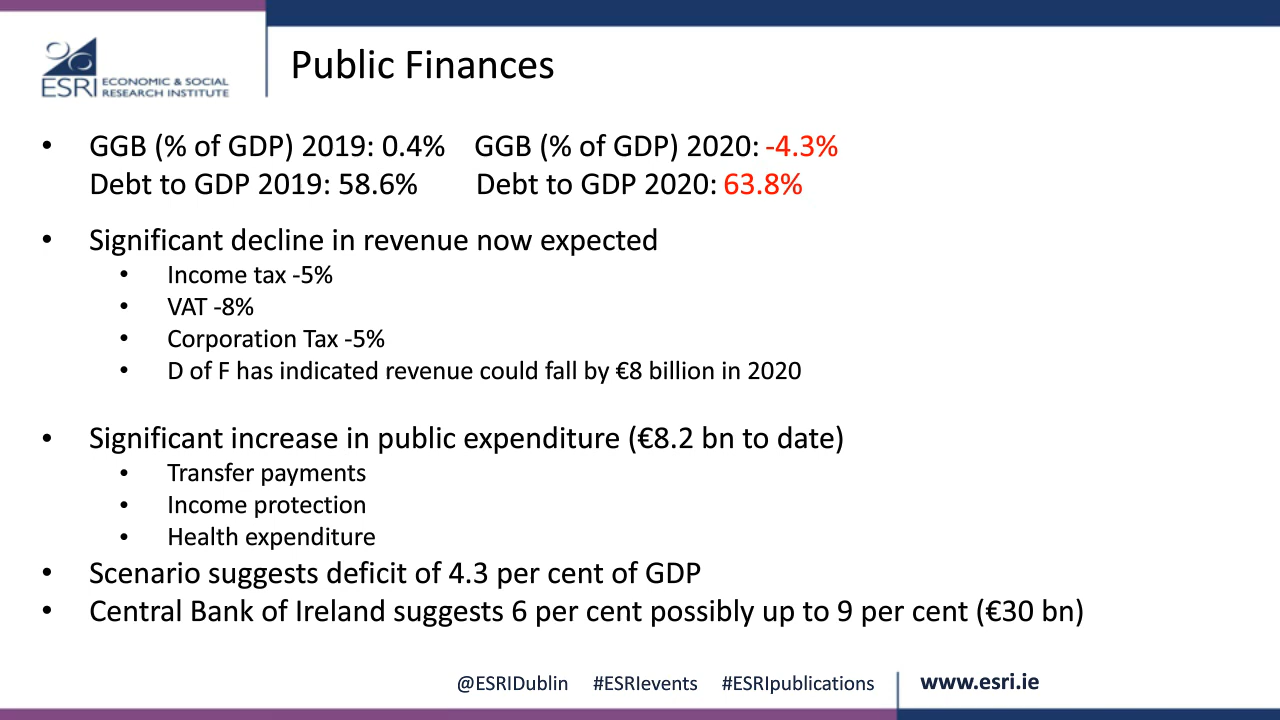 ESRI ECONOMIC & SOCIAL
RESEARCH INSTITUTE
Public Finances
• GGB (% of GDP) 2019: 0.4% GGB (% of GDP) 2020: -4.3%
Debt to GDP 2019: 58.6% Debt to GDP 2020: 63.8%
• Significant decline in revenue now expected
• Income tax -5%
• VAT -8%
• Corporation Tax -5%
• D of F has indicated revenue could fall by €8 billion in 2020
• Significant increase in public expenditure (€8.2 bn to date)
• Transfer payments
• Income protection
• Health expenditure
• Scenario suggests deficit of 4.3 per cent of GDP
• Central Bank of Ireland suggests 6 per cent possibly up to 9 per cent (€30 bn)
@ESRIDublin #ESRIevents #ESRIpublications www.esri.ie